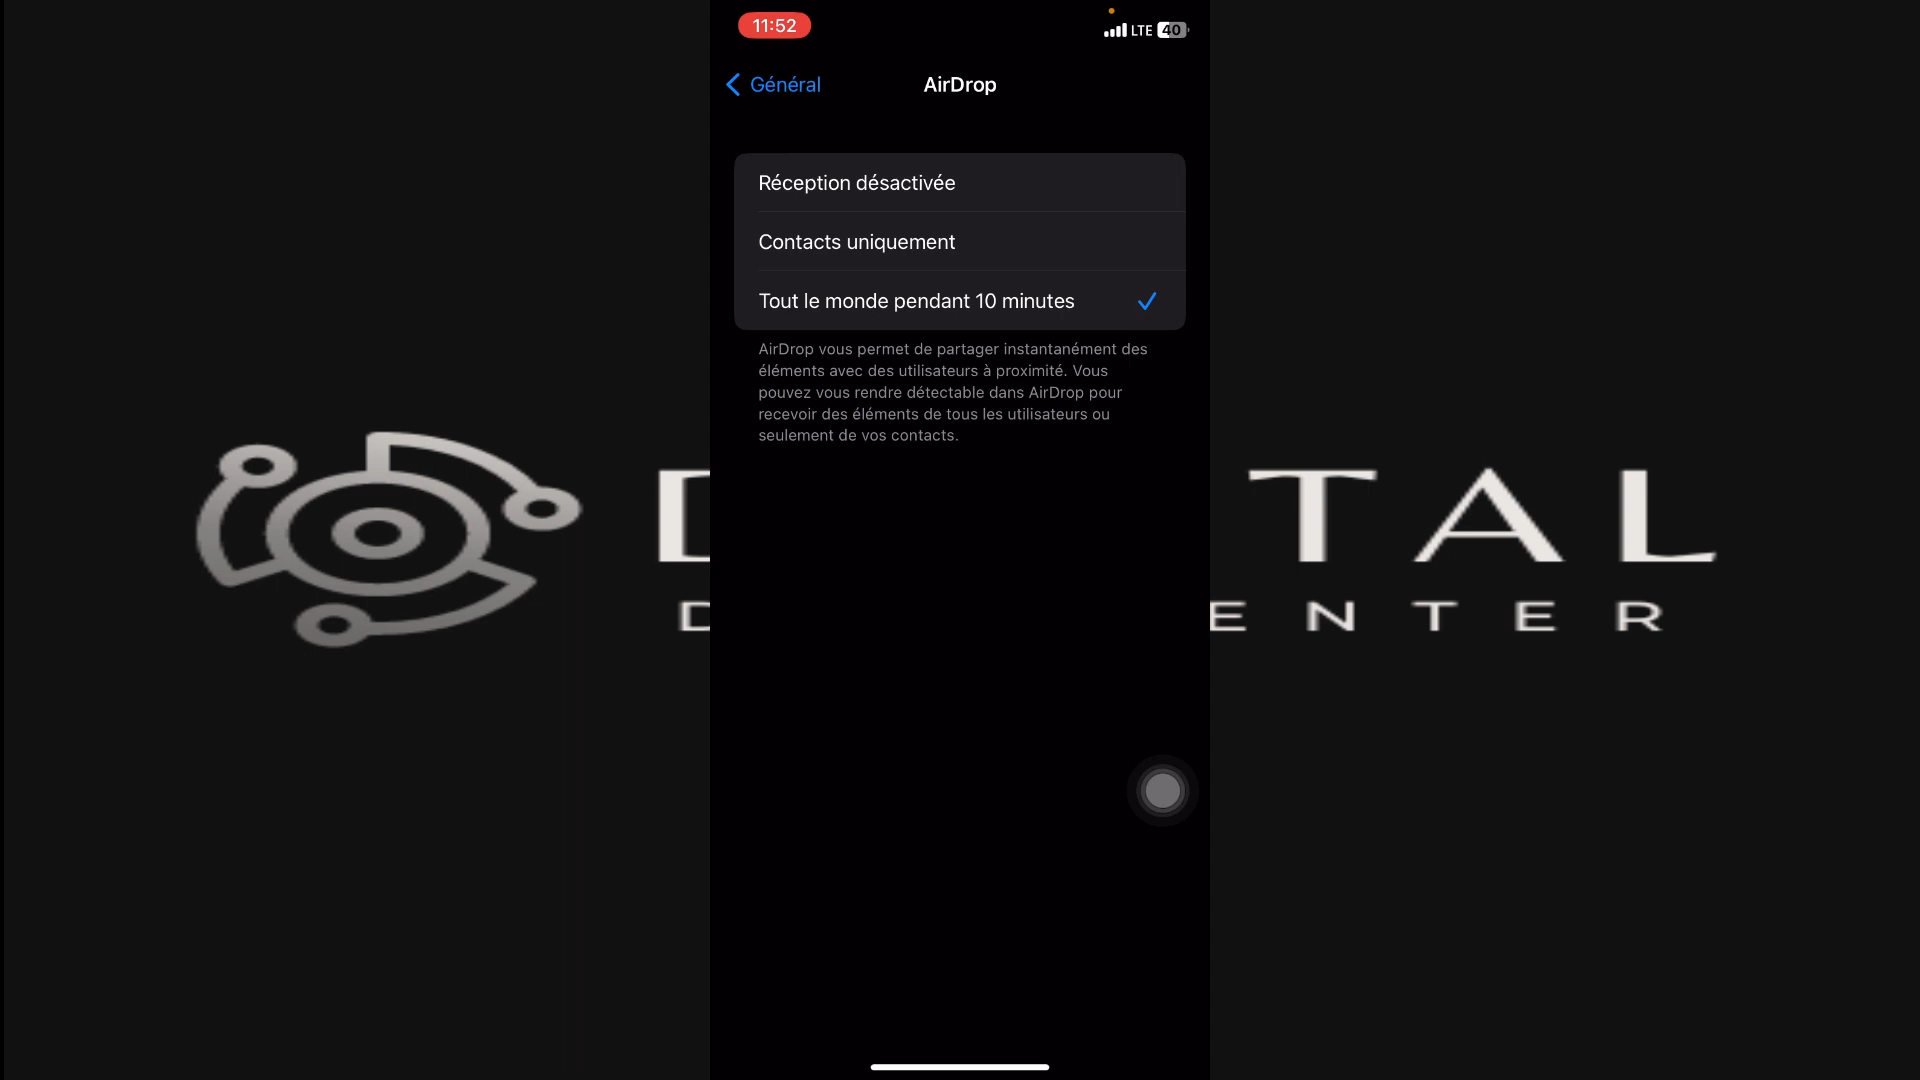 11:52
LTE 40
Général
AirDrop
Réception désactivée
Contacts uniquement
Tout le monde pendant 10 minutes
AirDrop vous permet de partager instantanément des
éléments avec des utilisateurs à proximité. Vous
pouvez vous rendre détectable dans AirDrop pour
recevoir des éléments de tous les utilisateurs ou
seulement de vos contacts.
TAL
ENTER